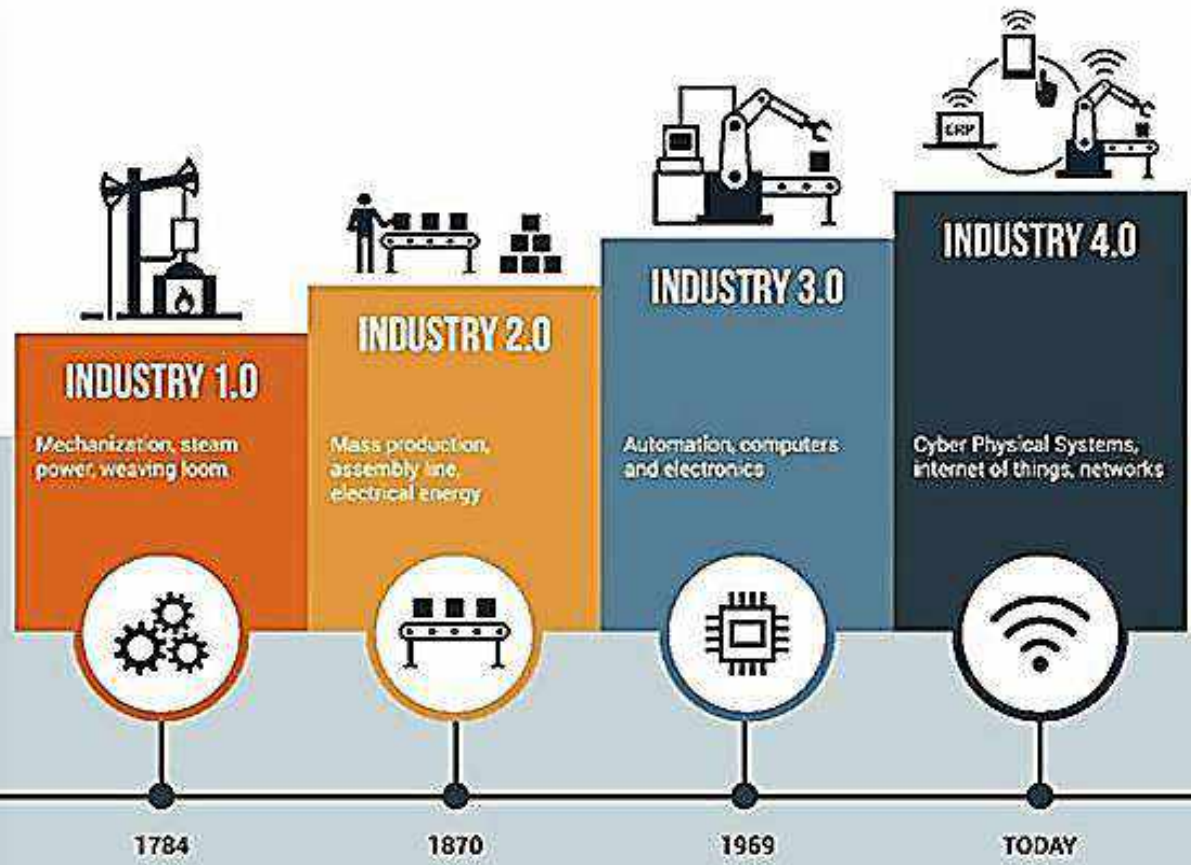 ERP
INDUSTRY 4.0
INDUSTRY 3.0
INDUSTRY 2.0
INDUSTRY 1.0
Mechanization, steam
power, weaving loom
Mass production,
assembly line,
electrical energy
Automation, computers
and electronics
Cyber Physical Systems,
internet of things, networks
1784
1870
1969
TODAY